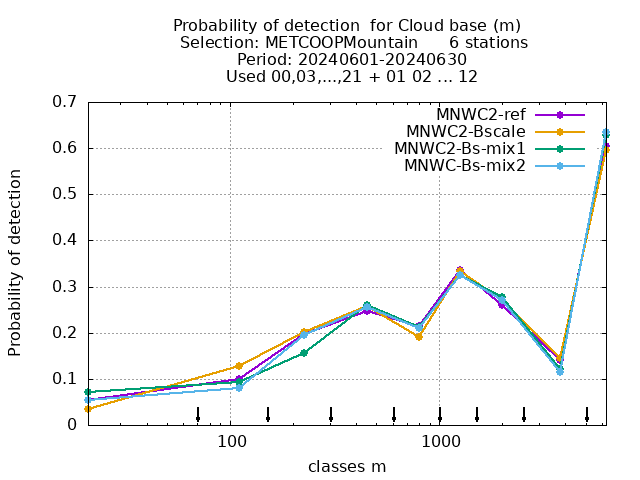 Probability of detection  for Cloud base (m)
Selection: METCOOPMountain      6 stations
Period: 20240601-20240630
Used 00,03,...,21 + 01 02 ... 12
MNWC2-ref
MNWC2-Bscale
MNWC2-Bs-mix1
MNWC-Bs-mix2
Probability of detection
0.7
0.6
0.5
0.4
0.3
0.2
0.1
0
100
1000
classes m